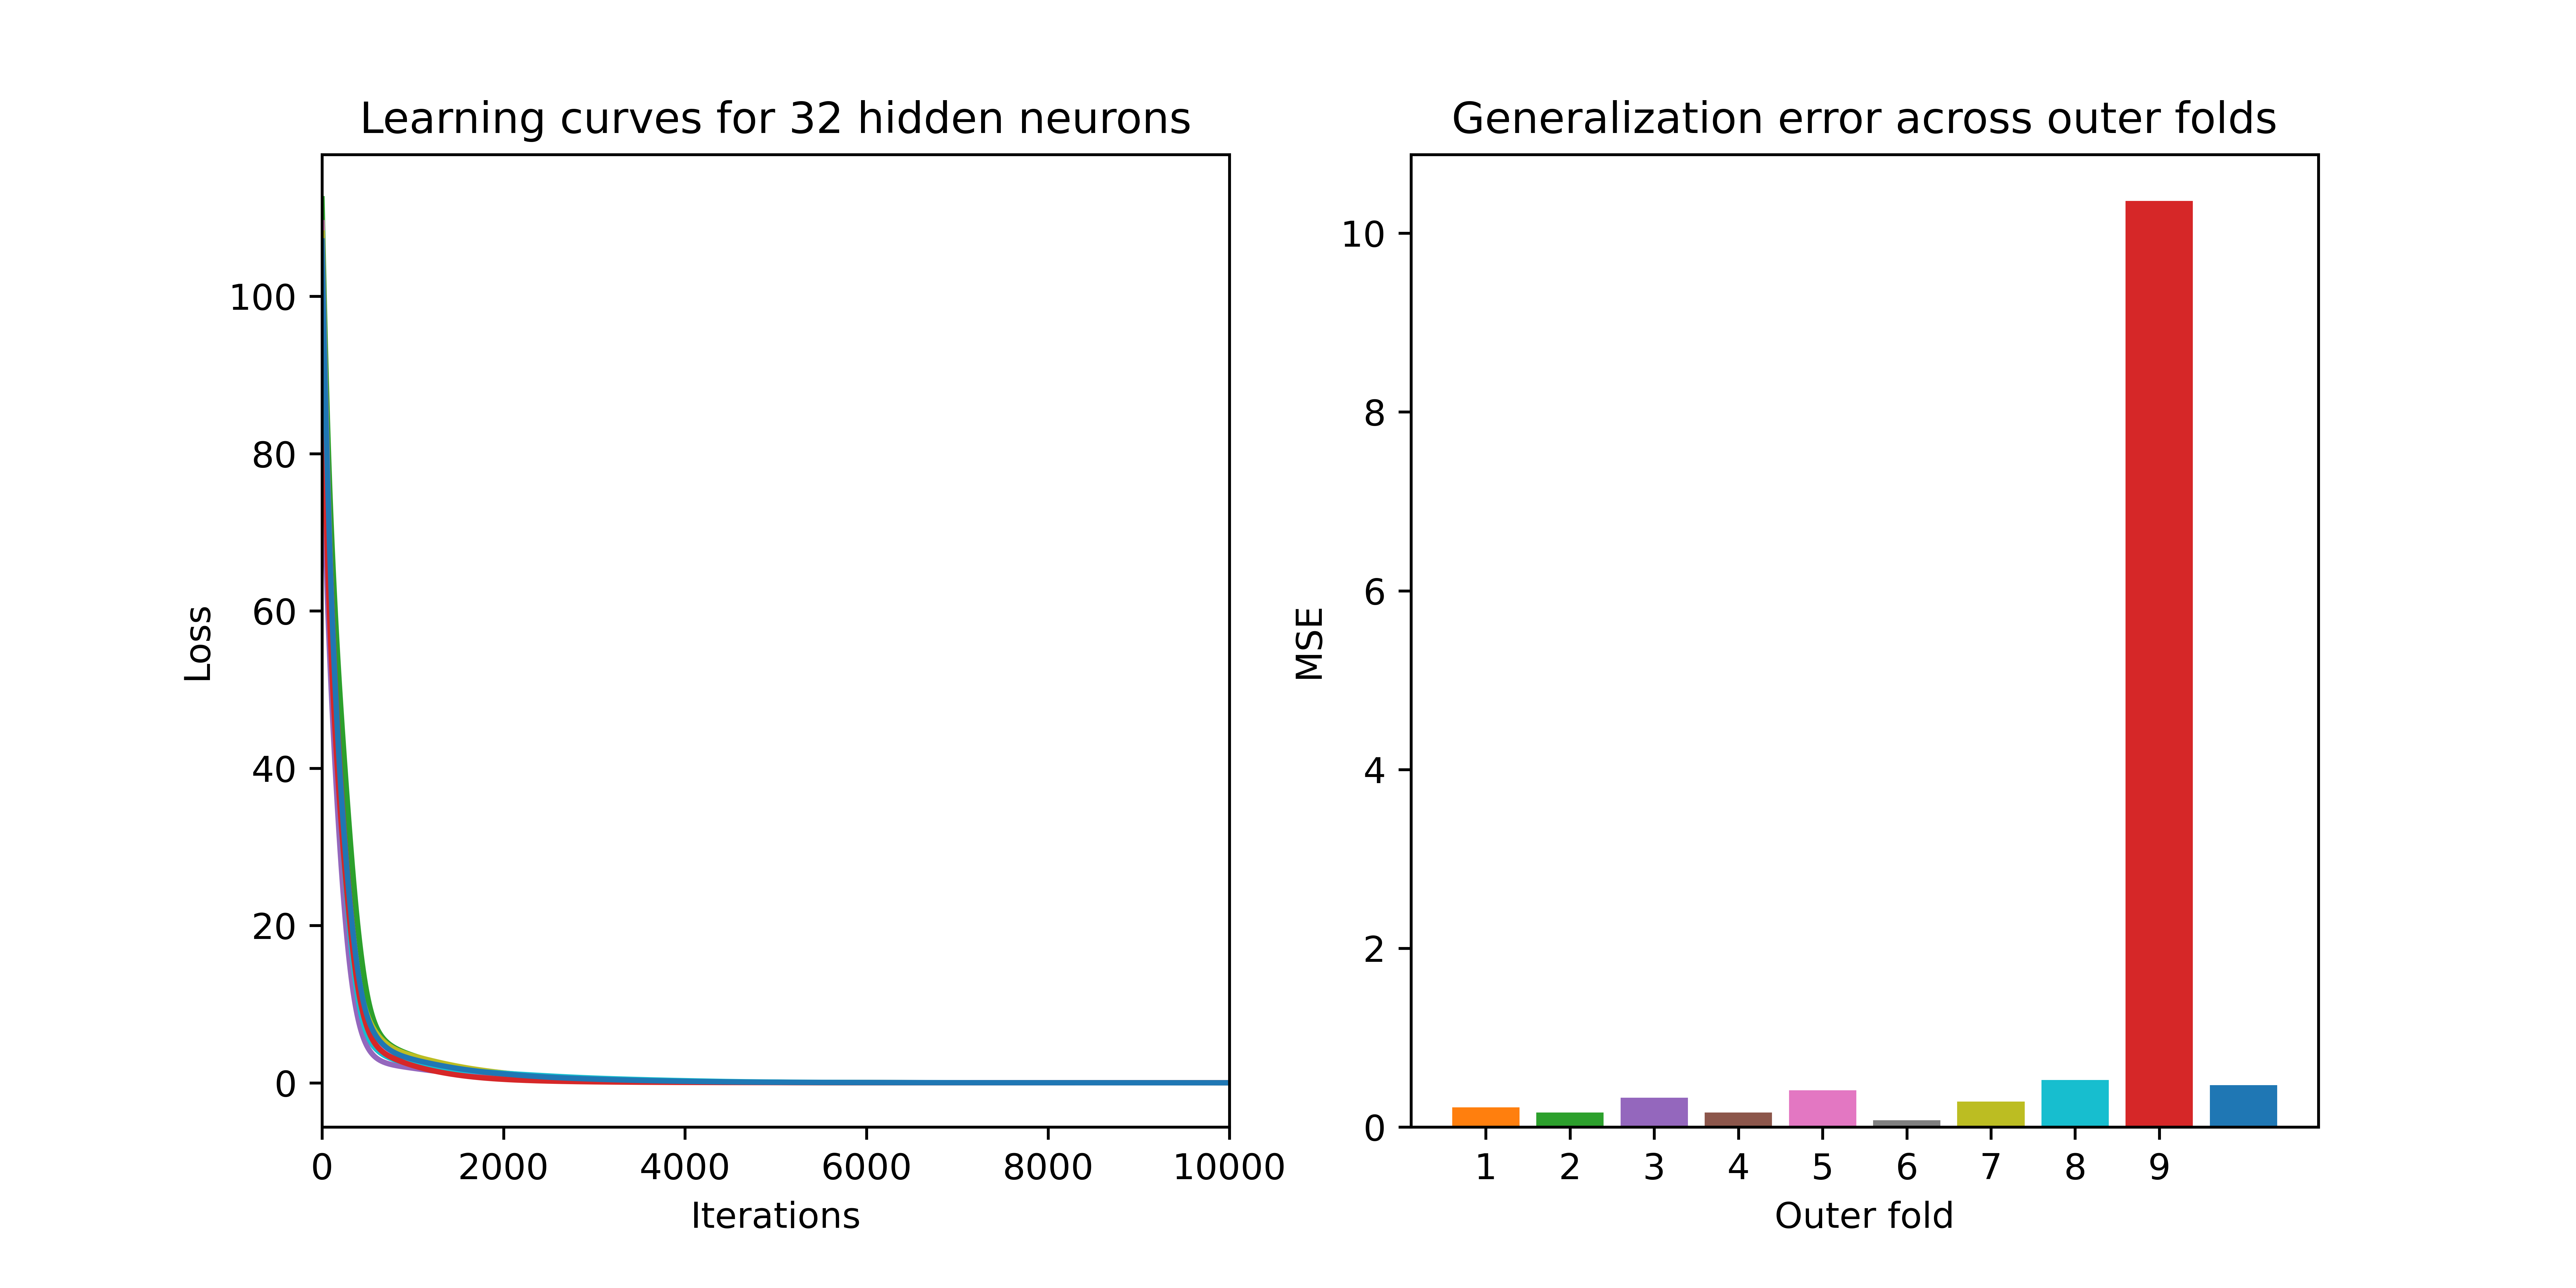 Learning curves for 32 hidden neurons
100
80
60
40
20
0
Loss
0 2000 4000 6000 8000 10000
Iterations
Generalization error across outer folds
10
8
6
4
2
0
MSE
1 2 3 4 5 6 7 8 9
Outer fold